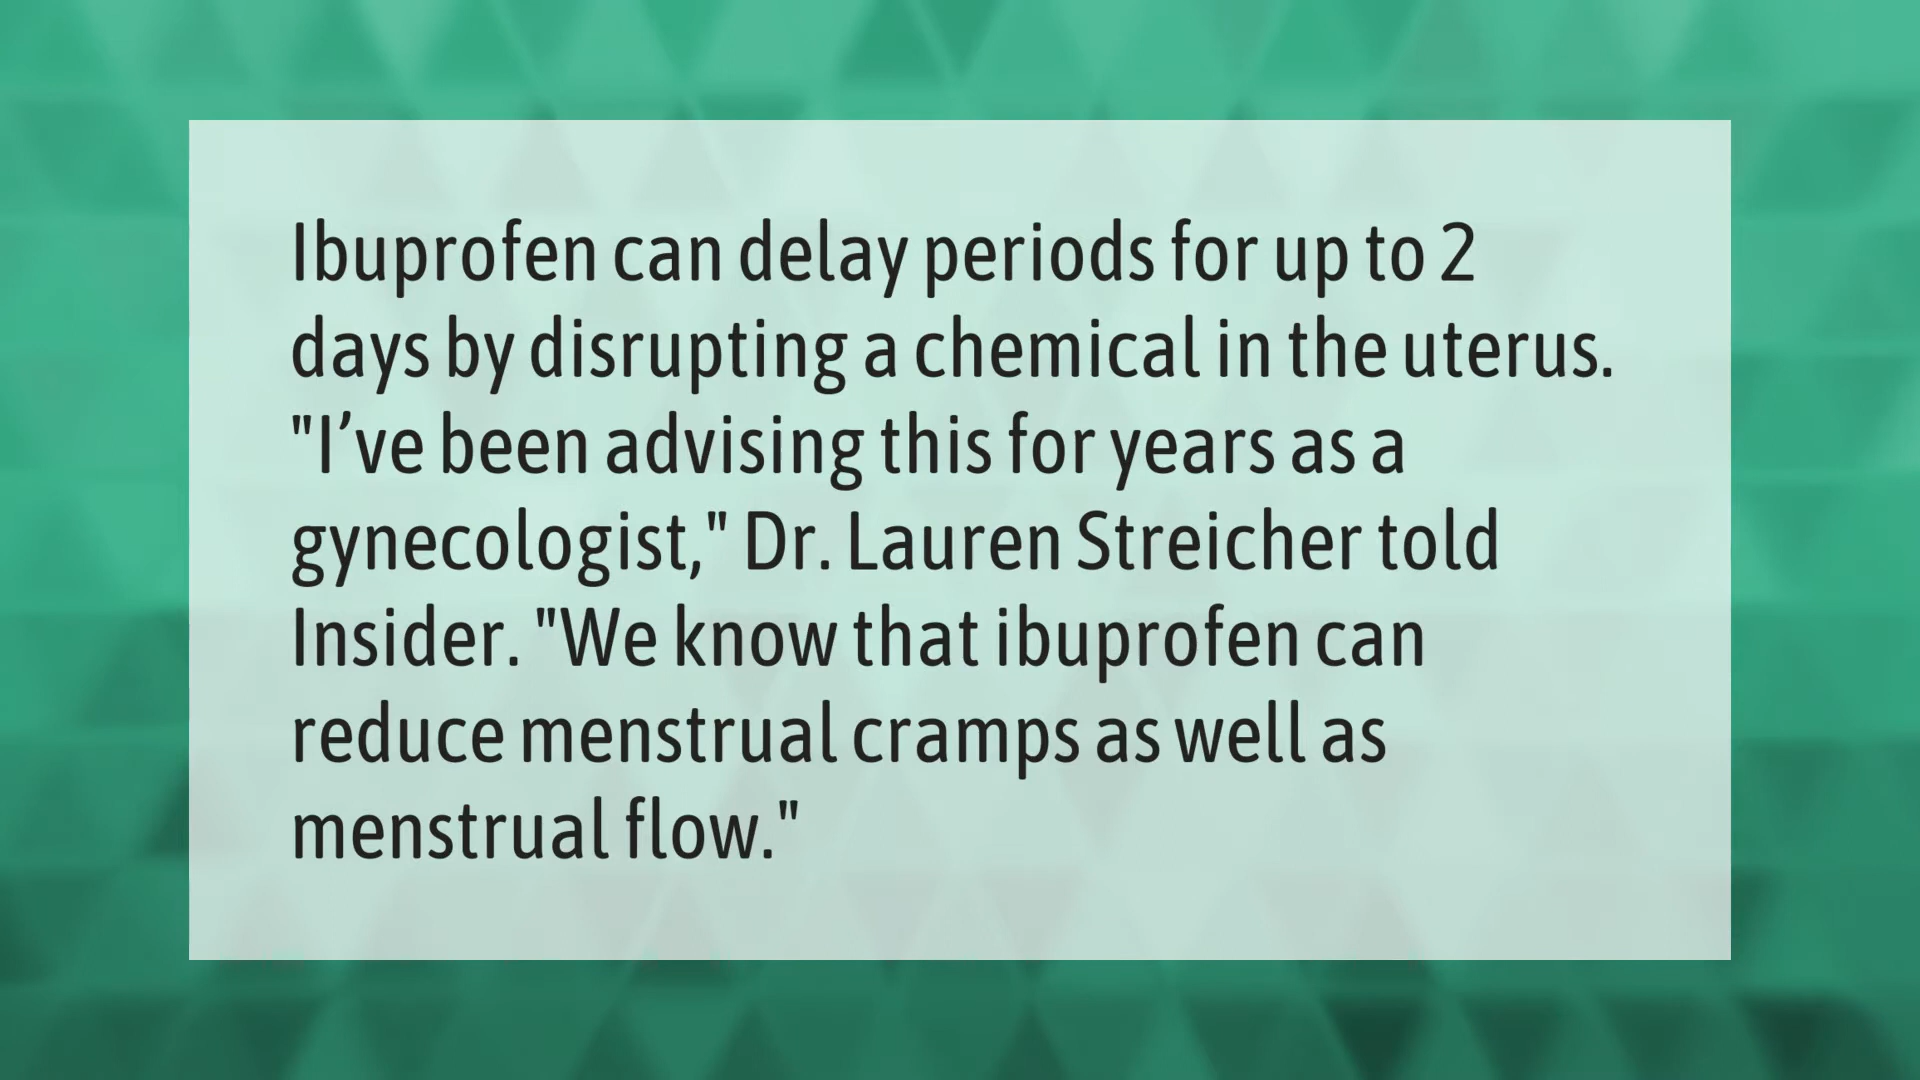 Ibuprofen can delay periods for up to 2
days by disrupting a chemical in the uterus.
"I’ve been advising this for years as a
gynecologist," Dr. Lauren Streicher told
Insider. "We know that ibuprofen can
reduce menstrual cramps as well as
menstrual flow."